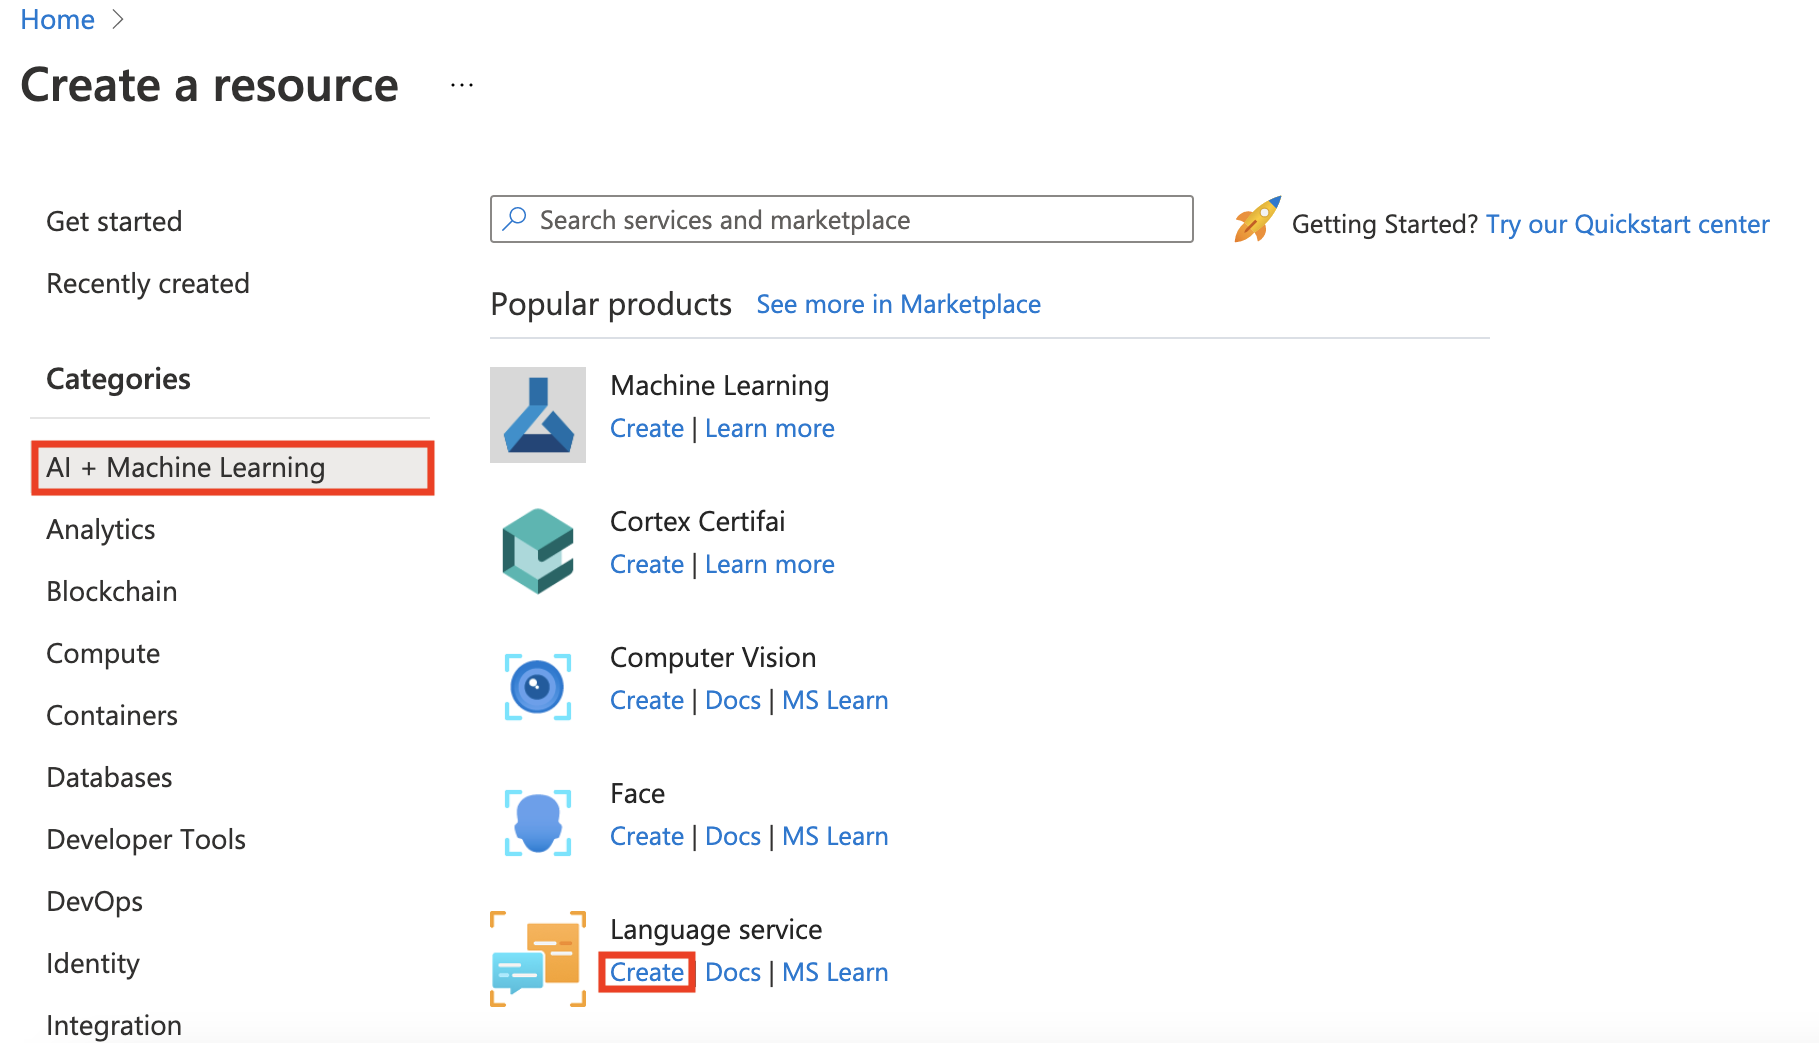 Home >
Create a resource ...
Get started
Recently created
Categories
AI + Machine Learning
Analytics
Blockchain
Compute
Containers
Databases
Developer Tools
DevOps
Identity
Integration
Search services and marketplace
Getting Started? Try our Quickstart center
Popular products See more in Marketplace
Machine Learning
Create | Learn more
Cortex Certifai
Create | Learn more
Computer Vision
Create | Docs | MS Learn
Face
Create | Docs | MS Learn
Language service
Create Docs | MS Learn